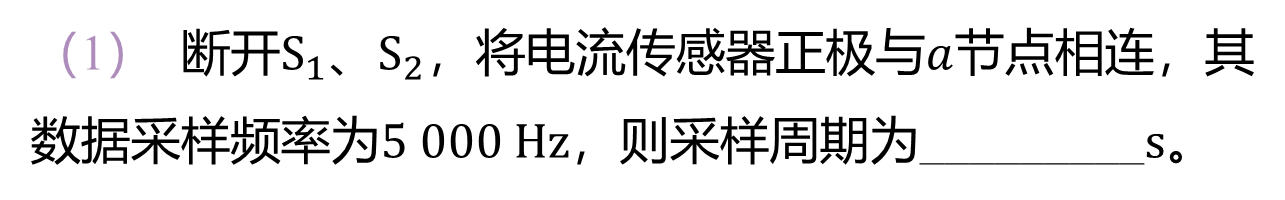 （1） 断开S₁、S₂，将电流传感器正极与a节点相连，其
数据采样频率为5 000 Hz，则采样周期为__________s。